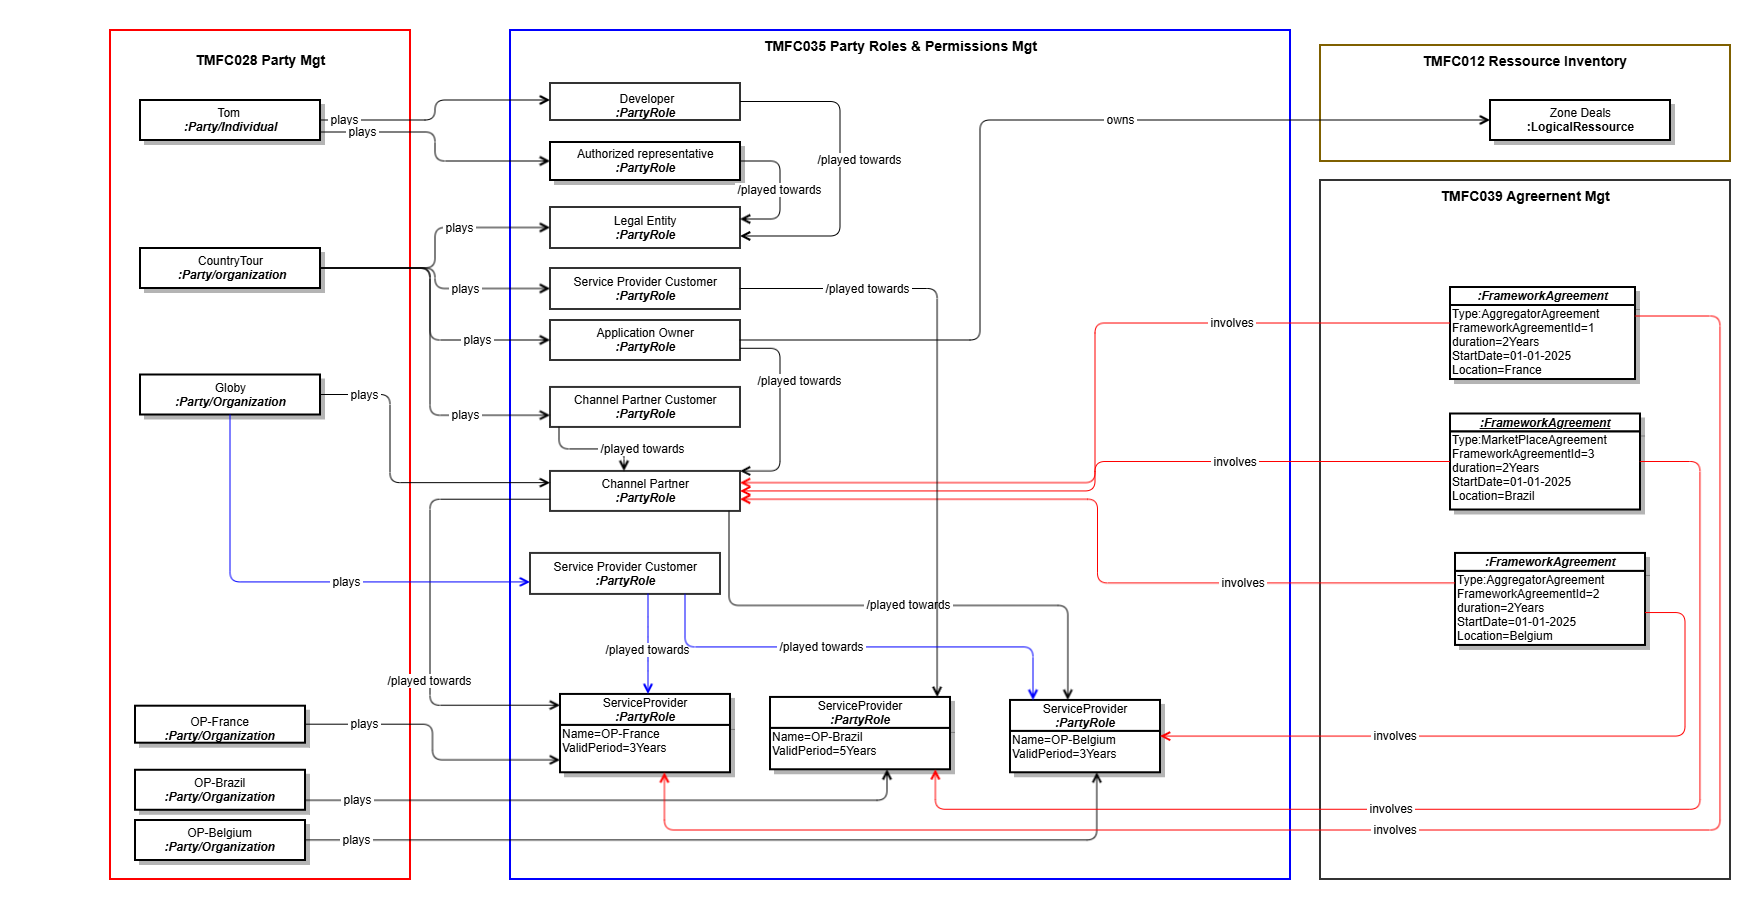 TMFC028 Party Mgt
Tom
:Party/Individual
plays
plays
CountryTour
:Party/organization
plays
plays
plays
plays
Globy
:Party/Organization
plays
plays
OP-France
:Party/Organization
plays
OP-Brazil
:Party/Organization
plays
OP-Belgium
:Party/Organization
plays
TMFC035 Party Roles & Permissions Mgt
Developer
:PartyRole
/played towards
Authorized representative
:PartyRole
/played towards
Legal Entity
:PartyRole
Service Provider Customer
:PartyRole
/played towards
Application Owner
:PartyRole
owns
/played towards
Channel Partner Customer
:PartyRole
/played towards
Channel Partner
:PartyRole
/played towards
/played towards
Service Provider Customer
:PartyRole
/played towards
/played towards
ServiceProvider
:PartyRole
Name=OP-France
ValidPeriod=3Years
ServiceProvider
:PartyRole
Name=OP-Brazil
ValidPeriod=5Years
ServiceProvider
:PartyRole
Name=OP-Belgium
ValidPeriod=3Years
TMFC012 Ressource Inventory
Zone Deals
:LogicalRessource
TMFC039 Agreernent Mgt
:FrameworkAgreement
Type:AggregatorAgreement
FrameworkAgreementId=1
duration=2Years
StartDate=01-01-2025
Location=France
involves
:FrameworkAgreement
Type:MarketPlaceAgreement
FrameworkAgreementId=3
duration=2Years
StartDate=01-01-2025
Location=Brazil
involves
:FrameworkAgreement
Type:AggregatorAgreement
FrameworkAgreementId=2
duration=2Years
StartDate=01-01-2025
Location=Belgium
involves
involves
involves
involves